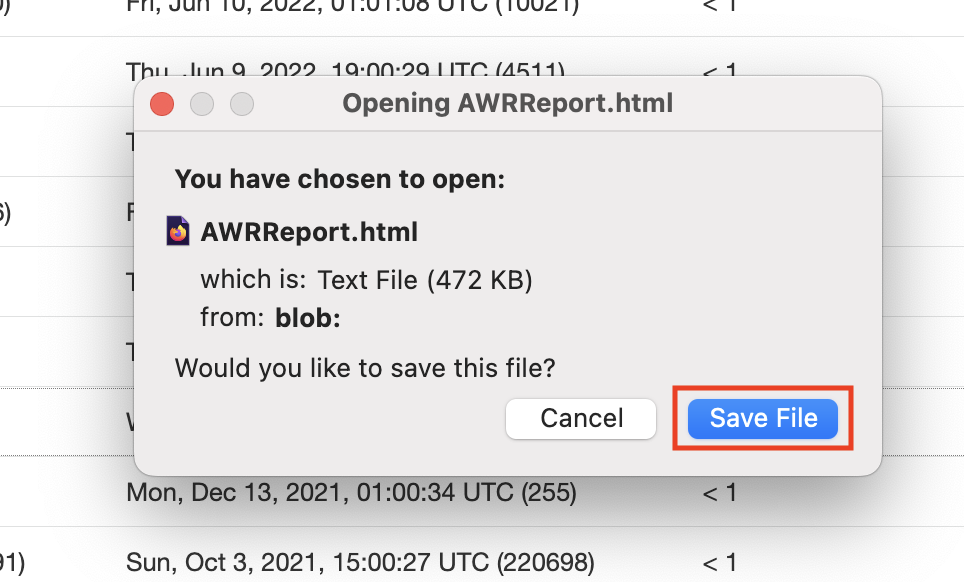 Fri, Jun 10, 2022, 01:01:08 UTC (10021) < 1
Thu, Jun 9, 2022, 19:00:29 UTC (4511) < 1
Opening AWRReport.html
You have chosen to open:
AWRReport.html
which is: Text File (472 KB)
from: blob:
Would you like to save this file?
Cancel Save File
Mon, Dec 13, 2021, 01:00:34 UTC (255) < 1
91) Sun, Oct 3, 2021, 15:00:27 UTC (220698) < 1